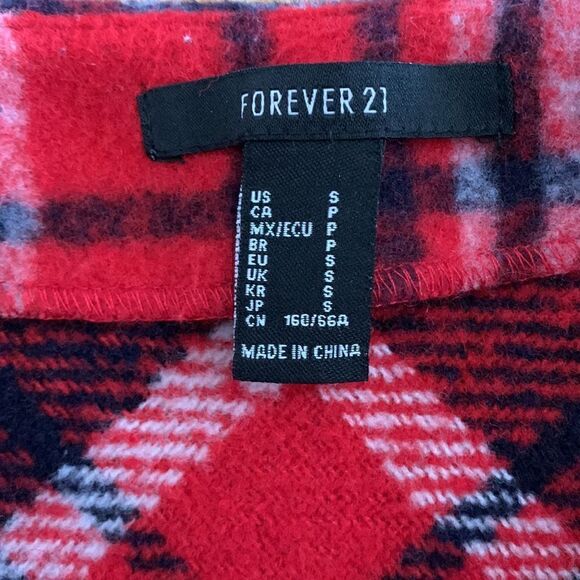 FOREVER 21
US S
CA P
MX/ECU P
BR P
EU S
UK S
KR S
JP S
CN 160/66A
MADE IN CHINA